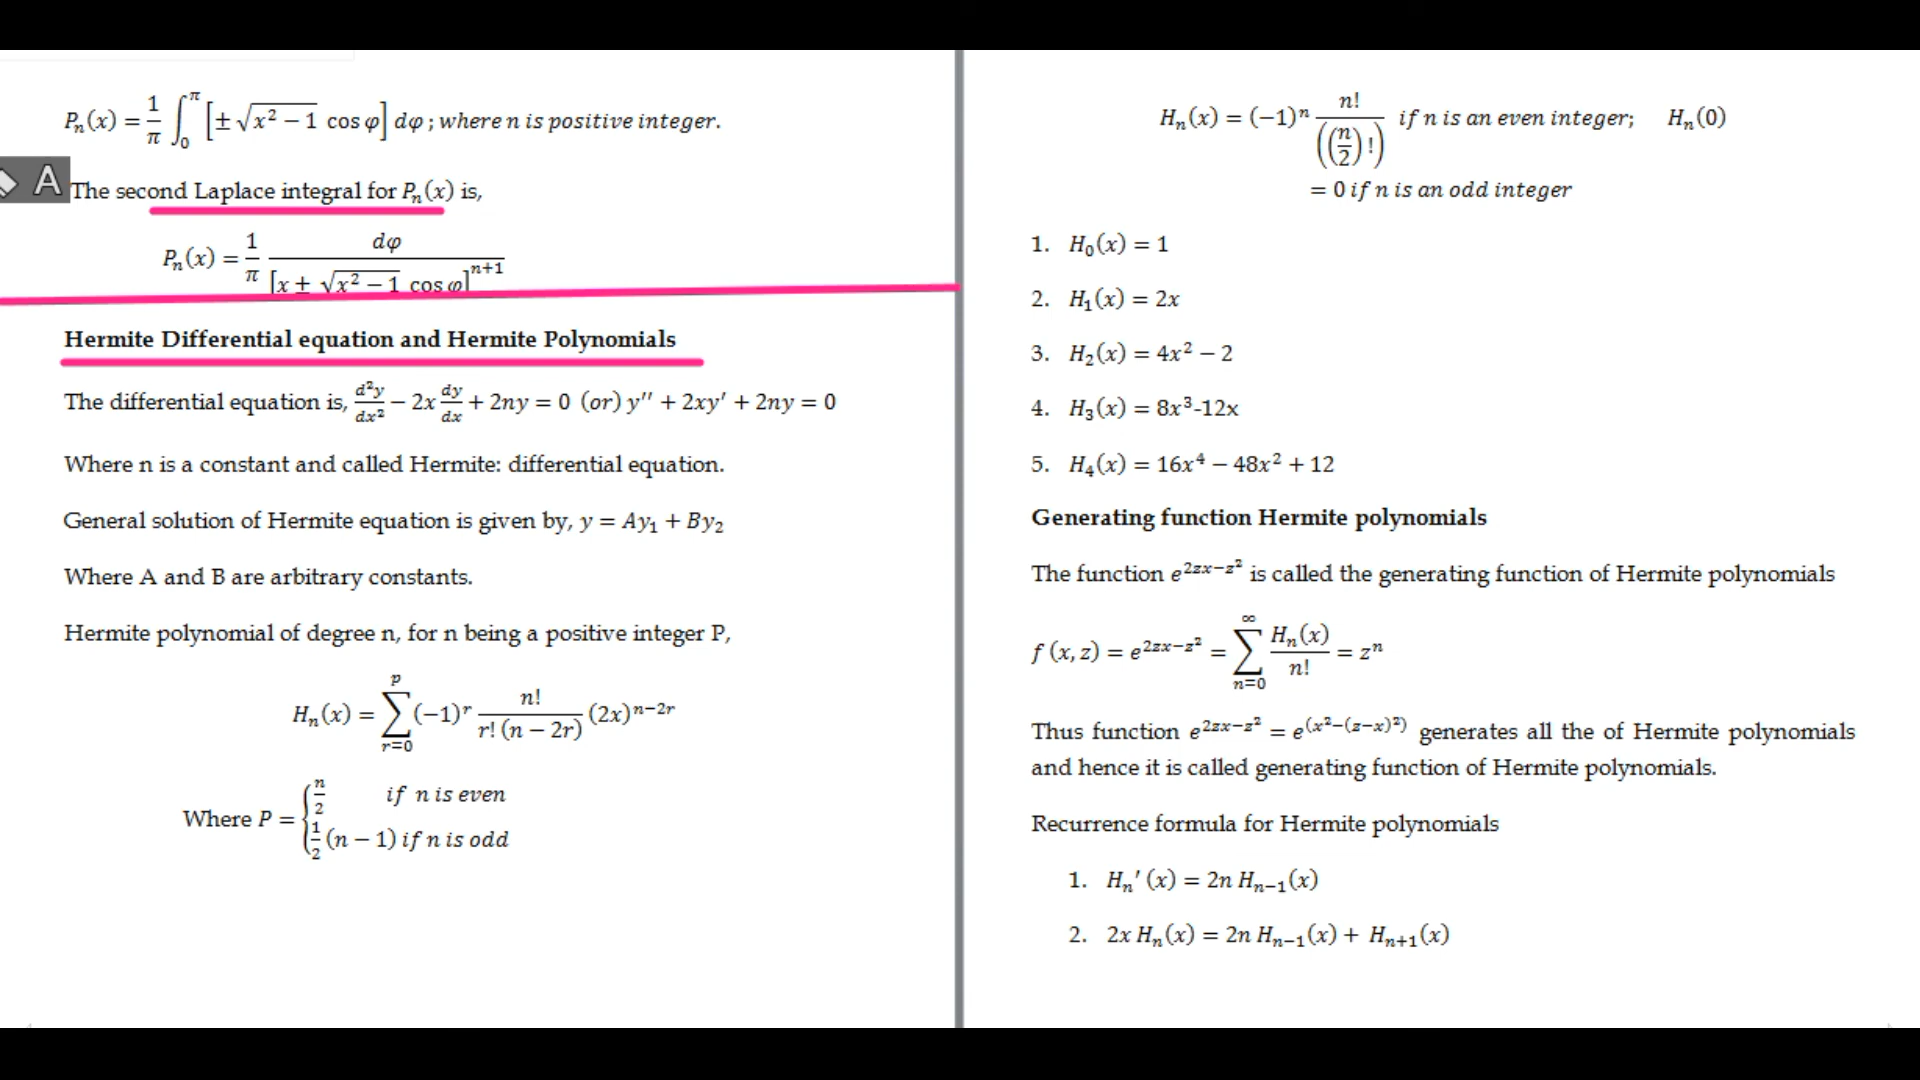 Pₙ(x) = 1/π ∫₀^π [± √(x² − 1) cos φ] dφ ; where n is positive integer.
A
The second Laplace integral for Pₙ(x) is,
Pₙ(x) = 1/π dφ/[x ± √(x² − 1) cos φ]^(n+1)
Hermite Differential equation and Hermite Polynomials
The differential equation is, d²y/dx² − 2x dy/dx + 2ny = 0 (or) y′′ + 2xy′ + 2ny = 0
Where n is a constant and called Hermite: differential equation.
General solution of Hermite equation is given by, y = Ay₁ + By₂
Where A and B are arbitrary constants.
Hermite polynomial of degree n, for n being a positive integer P,
Hₙ(x) = ∑_(r=0)^p (−1)^r n!/(r! (n − 2r)) (2x)^(n−2r)
Where P = { n/2 if n is even
1/2 (n − 1) if n is odd
Hₙ(x) = (−1)ⁿ n!/((n/2)!) if n is an even integer; Hₙ(0)
= 0 if n is an odd integer
1. H₀(x) = 1
2. H₁(x) = 2x
3. H₂(x) = 4x² − 2
4. H₃(x) = 8x³-12x
5. H₄(x) = 16x⁴ − 48x² + 12
Generating function Hermite polynomials
The function e^(2zx−z²) is called the generating function of Hermite polynomials
f (x, z) = e^(2zx−z²) = ∑_(n=0)^∞ Hₙ(x)/n! = zⁿ
Thus function e^(2zx−z²) = e^(x²−(z−x)²) generates all the of Hermite polynomials
and hence it is called generating function of Hermite polynomials.
Recurrence formula for Hermite polynomials
1. Hₙ′ (x) = 2n Hₙ₋₁(x)
2. 2x Hₙ(x) = 2n Hₙ₋₁(x) + Hₙ₊₁(x)